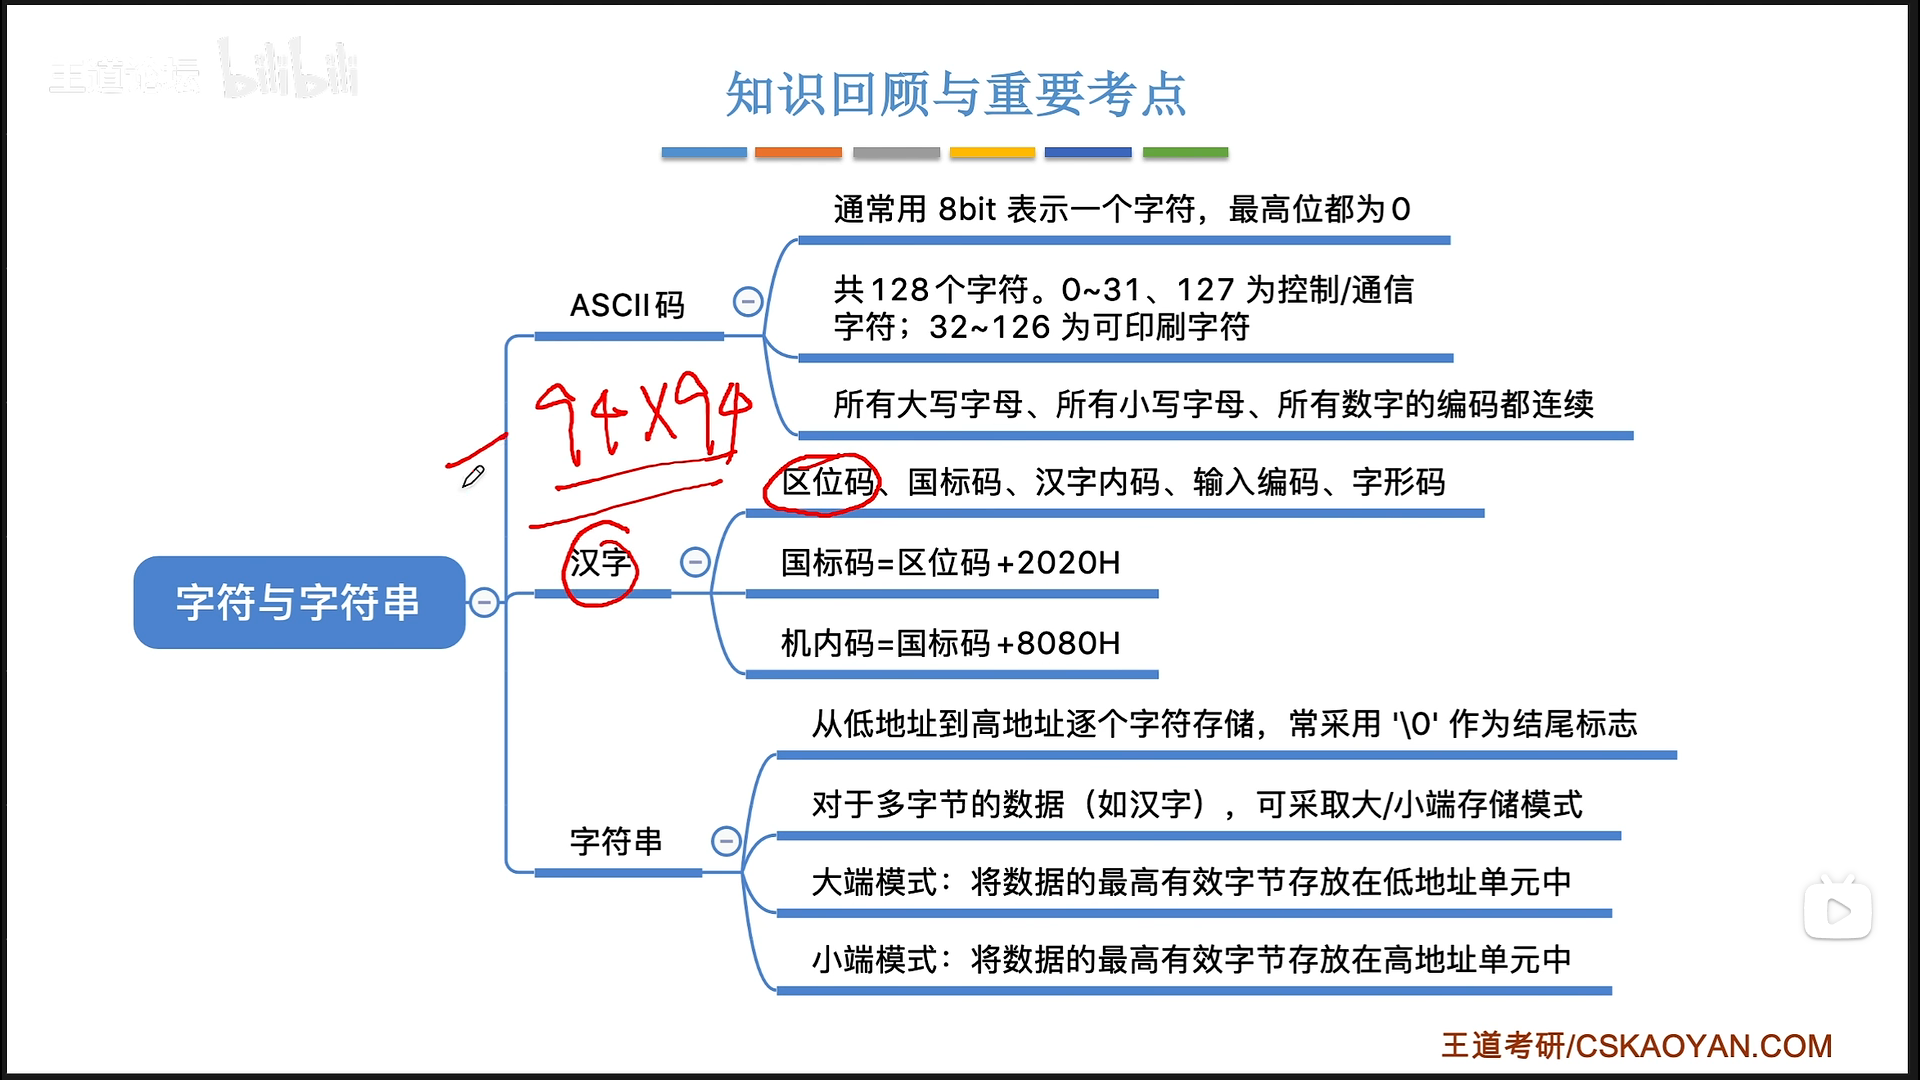 王道论坛 bilibili
知识回顾与重要考点
通常用 8bit 表示一个字符，最高位都为0
ASCII码
共128个字符。0~31、127 为控制/通信
字符；32~126 为可印刷字符
所有大写字母、所有小写字母、所有数字的编码都连续
94X94
区位码、国标码、汉字内码、输入编码、字形码
汉字
国标码=区位码+2020H
字符与字符串
机内码=国标码+8080H
从低地址到高地址逐个字符存储，常采用 '\0' 作为结尾标志
对于多字节的数据（如汉字），可采取大/小端存储模式
字符串
大端模式：将数据的最高有效字节存放在低地址单元中
小端模式：将数据的最高有效字节存放在高地址单元中
王道考研/CSKAOYAN.COM